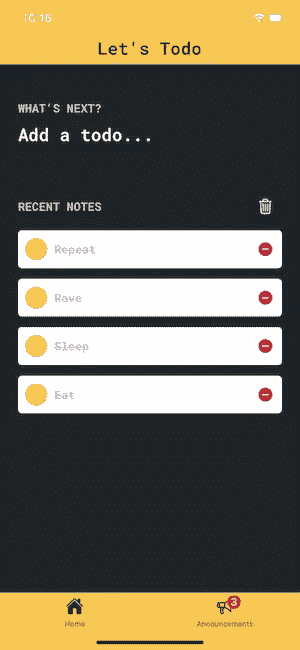 10:16
Let's Todo
WHAT'S NEXT?
Add a todo...
RECENT NOTES
Repeat
Rave
Sleep
Eat
3
Home
Announcements